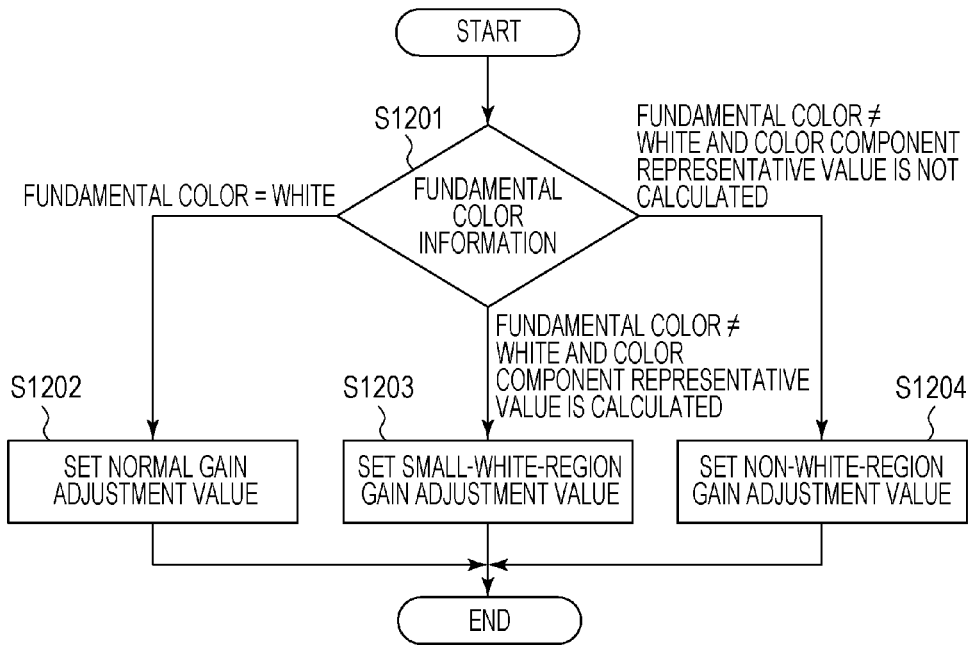 START
S1201
FUNDAMENTAL COLOR ≠
WHITE AND COLOR COMPONENT
REPRESENTATIVE VALUE IS NOT
CALCULATED
FUNDAMENTAL COLOR = WHITE
FUNDAMENTAL
COLOR
INFORMATION
FUNDAMENTAL COLOR ≠
WHITE AND COLOR
COMPONENT REPRESENTATIVE
VALUE IS CALCULATED
S1202
SET NORMAL GAIN
ADJUSTMENT VALUE
S1203
SET SMALL-WHITE-REGION
GAIN ADJUSTMENT VALUE
S1204
SET NON-WHITE-REGION
GAIN ADJUSTMENT VALUE
END